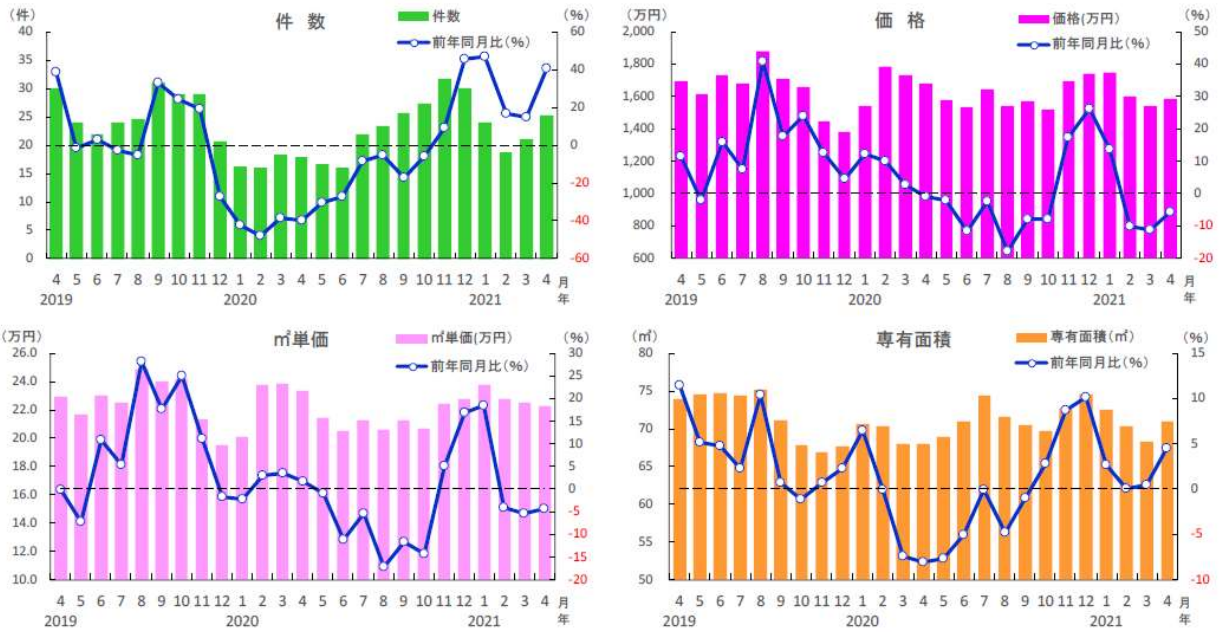 （件） 件 数 件数 （％）
前年同月比（％）
40 60
35 40
30 20
25
20 0
15 -20
10
5 -40
0 -60
4 5 6 7 8 9 10 11 12 1 2 3 4 5 6 7 8 9 10 11 12 1 2 3 4 月
2019 2020 2021 年
（万円） 価 格 価格(万円) （％）
前年同月比（％）
2,000 50
1,800 40
1,600 30
1,400 20
1,200 10
1,000 0
800 -10
600 -20
4 5 6 7 8 9 10 11 12 1 2 3 4 5 6 7 8 9 10 11 12 1 2 3 4 月
2019 2020 2021 年
（万円） ㎡単価 ㎡単価(万円) （％）
前年同月比（％）
26.0 30
24.0 25
22.0 20
20.0 15
18.0 10
16.0 5
14.0 0
12.0 -5
10.0 -10
-15
-20
4 5 6 7 8 9 10 11 12 1 2 3 4 5 6 7 8 9 10 11 12 1 2 3 4 月
2019 2020 2021 年
（㎡） 専有面積 専有面積（㎡） （％）
前年同月比（％）
80 15
75 10
70 5
65 0
60 -5
55 -10
50
4 5 6 7 8 9 10 11 12 1 2 3 4 5 6 7 8 9 10 11 12 1 2 3 4 月
2019 2020 2021 年